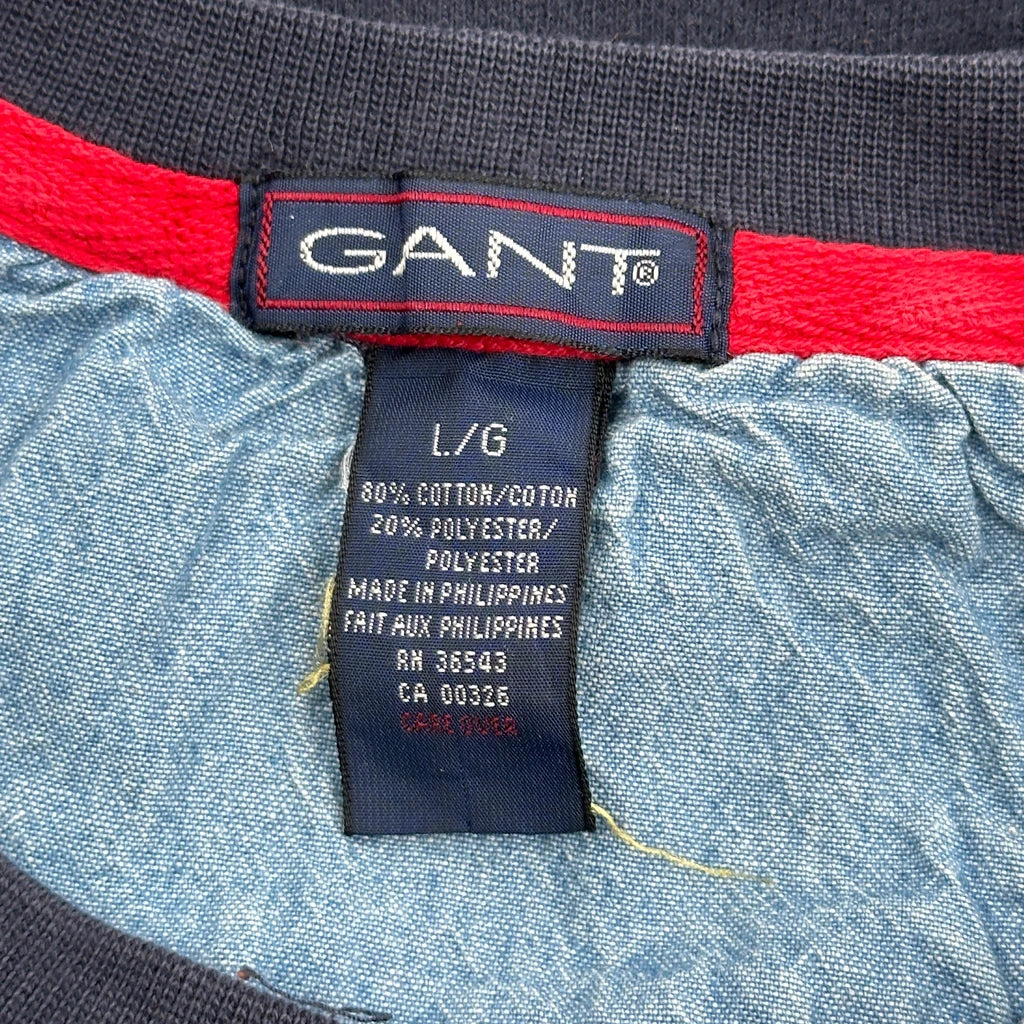 GANT®
L/G
80% COTTON/COTON
20% POLYESTER/
POLYESTER
MADE IN PHILIPPINES
FAIT AUX PHILIPPINES
RN 36543
CA 00326
CARE OVER